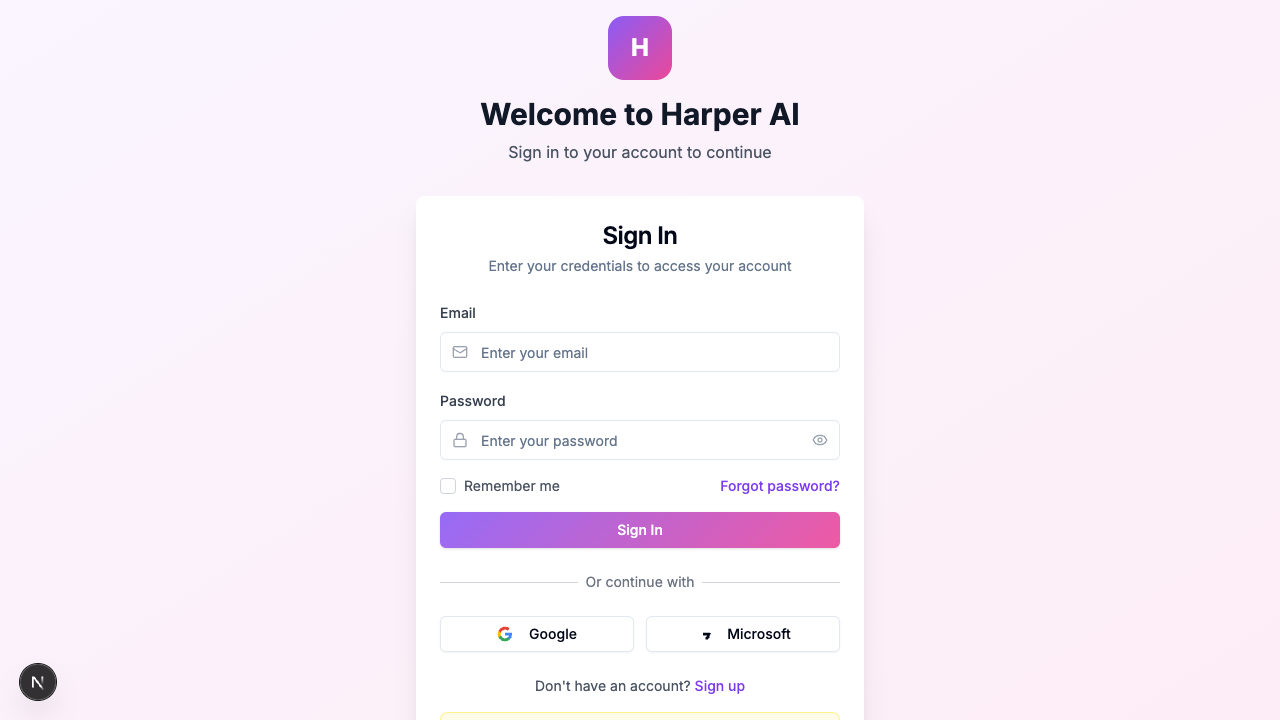 H
Welcome to Harper AI
Sign in to your account to continue
Sign In
Enter your credentials to access your account
Email
Enter your email
Password
Enter your password
Remember me
Forgot password?
Sign In
Or continue with
Google
Microsoft
Don't have an account? Sign up
N